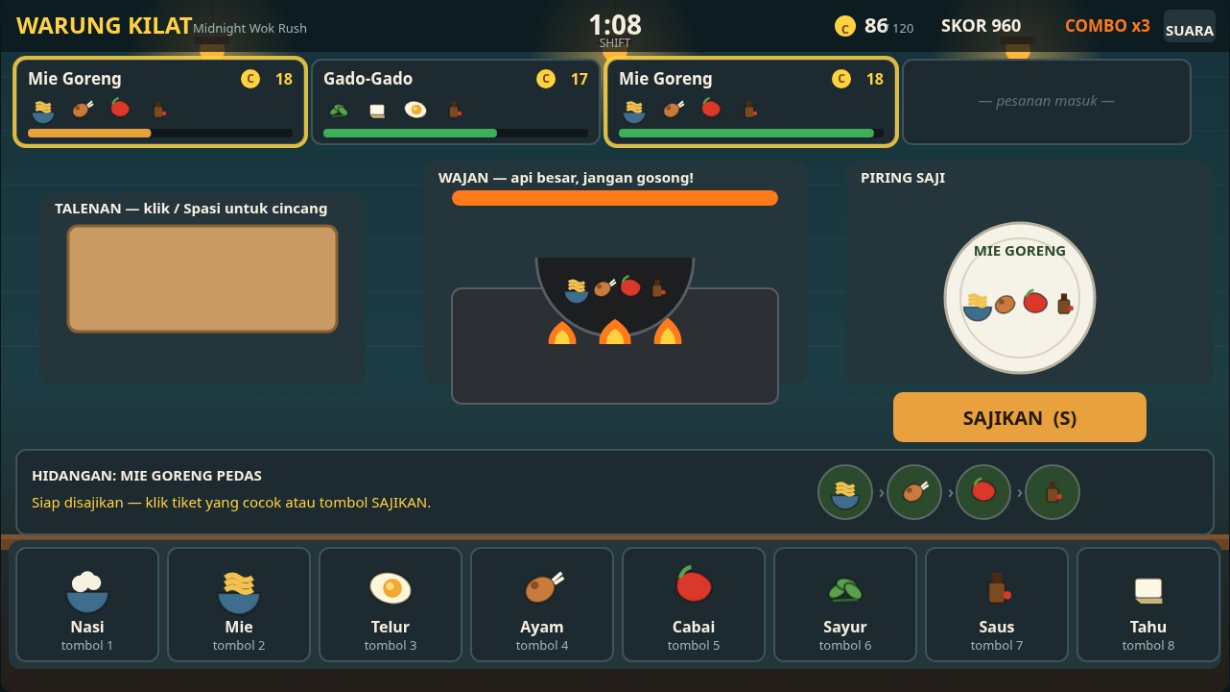 WARUNG KILAT Midnight Wok Rush
1:08
SHIFT
C 86 120
SKOR 960
COMBO x3
SUARA
Mie Goreng C 18
Gado-Gado C 17
Mie Goreng C 18
— pesanan masuk —
TALENAN — klik / Spasi untuk cincang
WAJAN — api besar, jangan gosong!
PIRING SAJI
MIE GORENG
SAJIKAN (S)
HIDANGAN: MIE GORENG PEDAS
Siap disajikan — klik tiket yang cocok atau tombol SAJIKAN.
Nasi
tombol 1
Mie
tombol 2
Telur
tombol 3
Ayam
tombol 4
Cabai
tombol 5
Sayur
tombol 6
Saus
tombol 7
Tahu
tombol 8